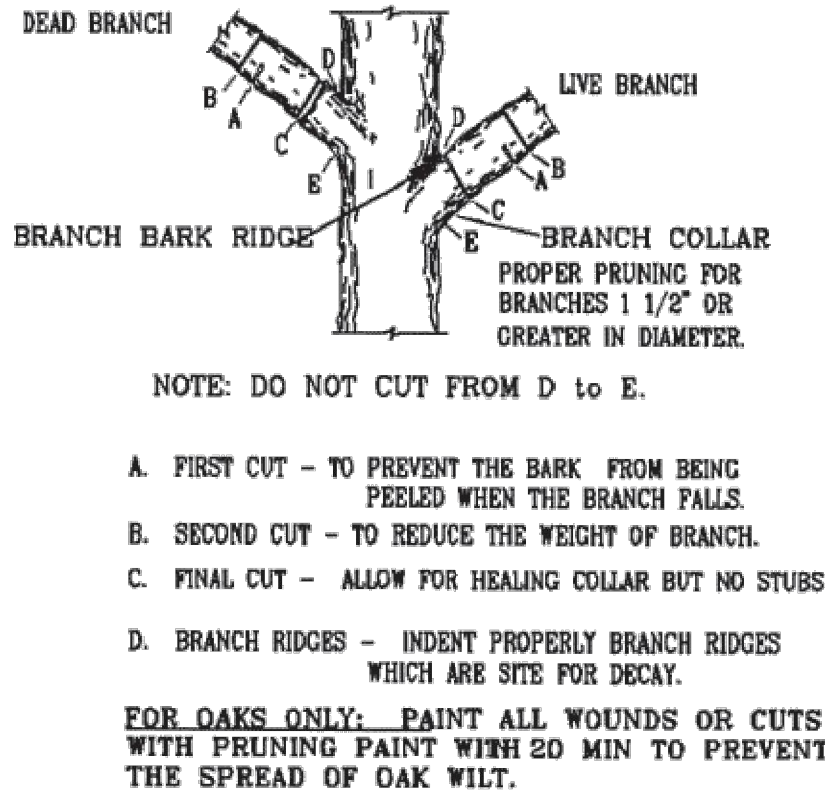 DEAD BRANCH
D
B
A
C
E
LIVE BRANCH
D
B
A
C
E
BRANCH BARK RIDGE
BRANCH COLLAR
PROPER PRUNING FOR
BRANCHES 1 1/2" OR
GREATER IN DIAMETER.
NOTE: DO NOT CUT FROM D to E.
A. FIRST CUT - TO PREVENT THE BARK FROM BEING
PEELED WHEN THE BRANCH FALLS.
B. SECOND CUT - TO REDUCE THE WEIGHT OF BRANCH.
C. FINAL CUT - ALLOW FOR HEALING COLLAR BUT NO STUBS
D. BRANCH RIDGES - INDENT PROPERLY BRANCH RIDGES
WHICH ARE SITE FOR DECAY.
FOR OAKS ONLY: PAINT ALL WOUNDS OR CUTS
WITH PRUNING PAINT WITH 20 MIN TO PREVENT
THE SPREAD OF OAK WILT.